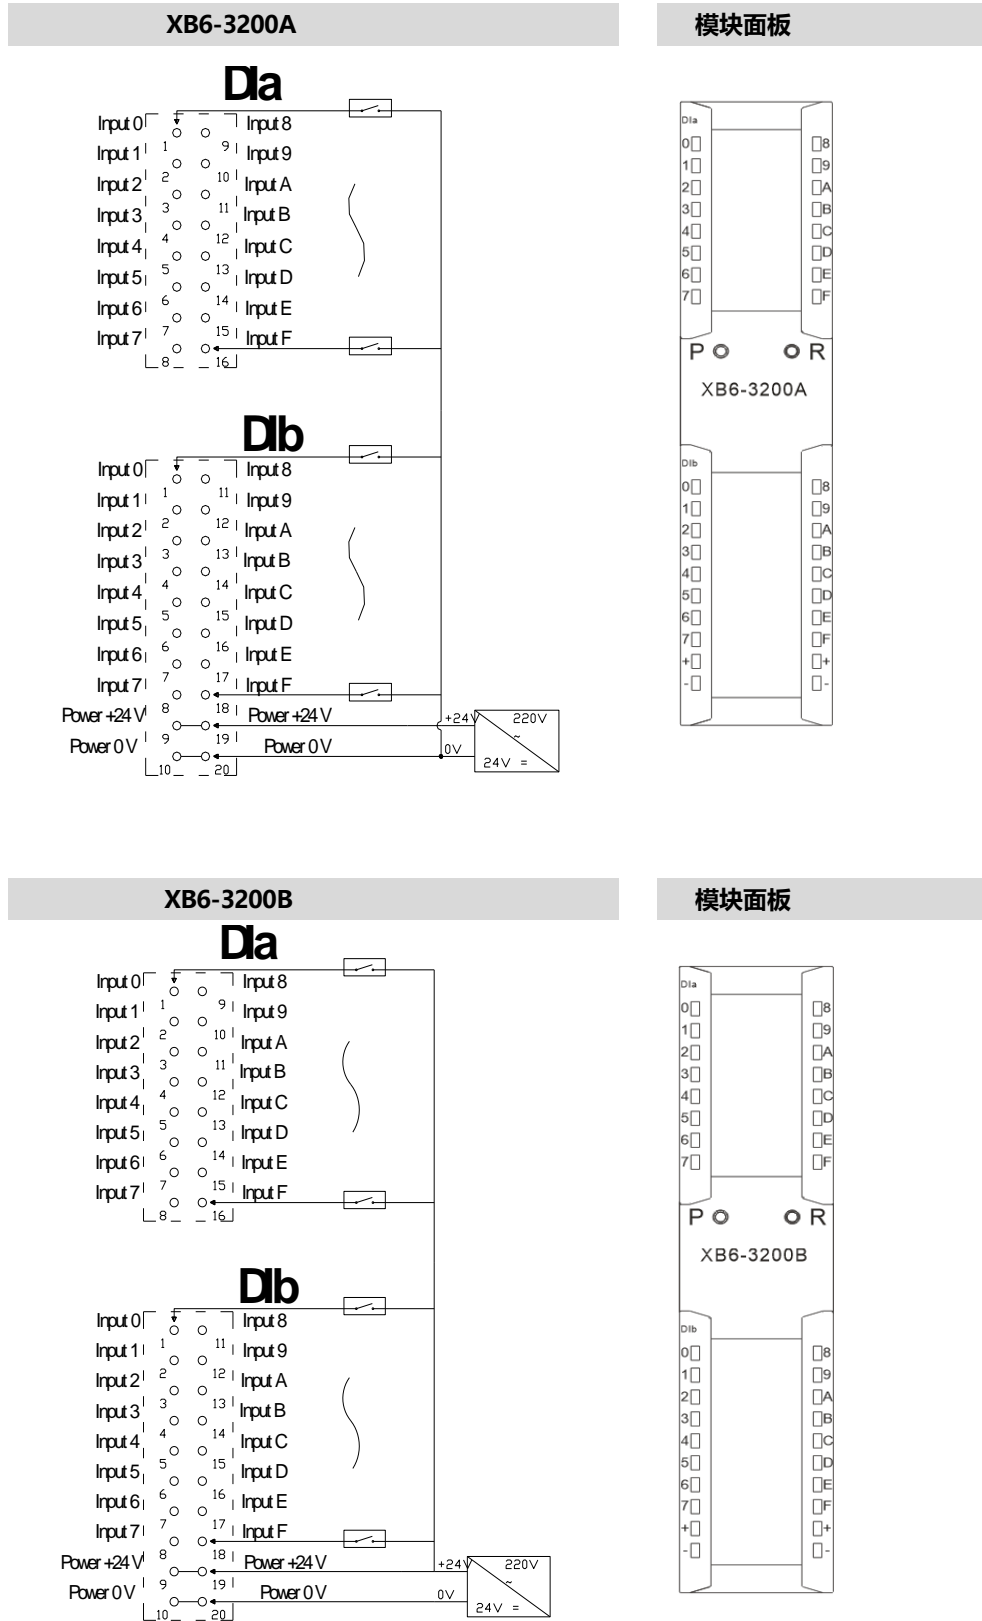 XB6-3200A
模块面板
DIa
Input 0
Input 8
1
9
Input 1
Input 9
2
10
Input 2
Input A
3
11
Input 3
Input B
4
12
Input 4
Input C
5
13
Input 5
Input D
6
14
Input 6
Input E
7
15
Input 7
Input F
8
16
DIb
Input 0
Input 8
1
11
Input 1
Input 9
2
12
Input 2
Input A
3
13
Input 3
Input B
4
14
Input 4
Input C
5
15
Input 5
Input D
6
16
Input 6
Input E
7
17
Input 7
Input F
8
18
Power +24 V
Power +24 V
9
19
Power 0 V
Power 0 V
10
20
+24V
0V
220V
~
24V =
DIa
0 8
1 9
2 A
3 B
4 C
5 D
6 E
7 F
P R
XB6-3200A
DIb
0 8
1 9
2 A
3 B
4 C
5 D
6 E
7 F
+ +
- -
XB6-3200B
模块面板
DIa
Input 0
Input 8
1
9
Input 1
Input 9
2
10
Input 2
Input A
3
11
Input 3
Input B
4
12
Input 4
Input C
5
13
Input 5
Input D
6
14
Input 6
Input E
7
15
Input 7
Input F
8
16
DIb
Input 0
Input 8
1
11
Input 1
Input 9
2
12
Input 2
Input A
3
13
Input 3
Input B
4
14
Input 4
Input C
5
15
Input 5
Input D
6
16
Input 6
Input E
7
17
Input 7
Input F
8
18
Power +24 V
Power +24 V
9
19
Power 0 V
Power 0 V
10
20
+24V
0V
220V
~
24V =
DIa
0 8
1 9
2 A
3 B
4 C
5 D
6 E
7 F
P R
XB6-3200B
DIb
0 8
1 9
2 A
3 B
4 C
5 D
6 E
7 F
+ +
- -